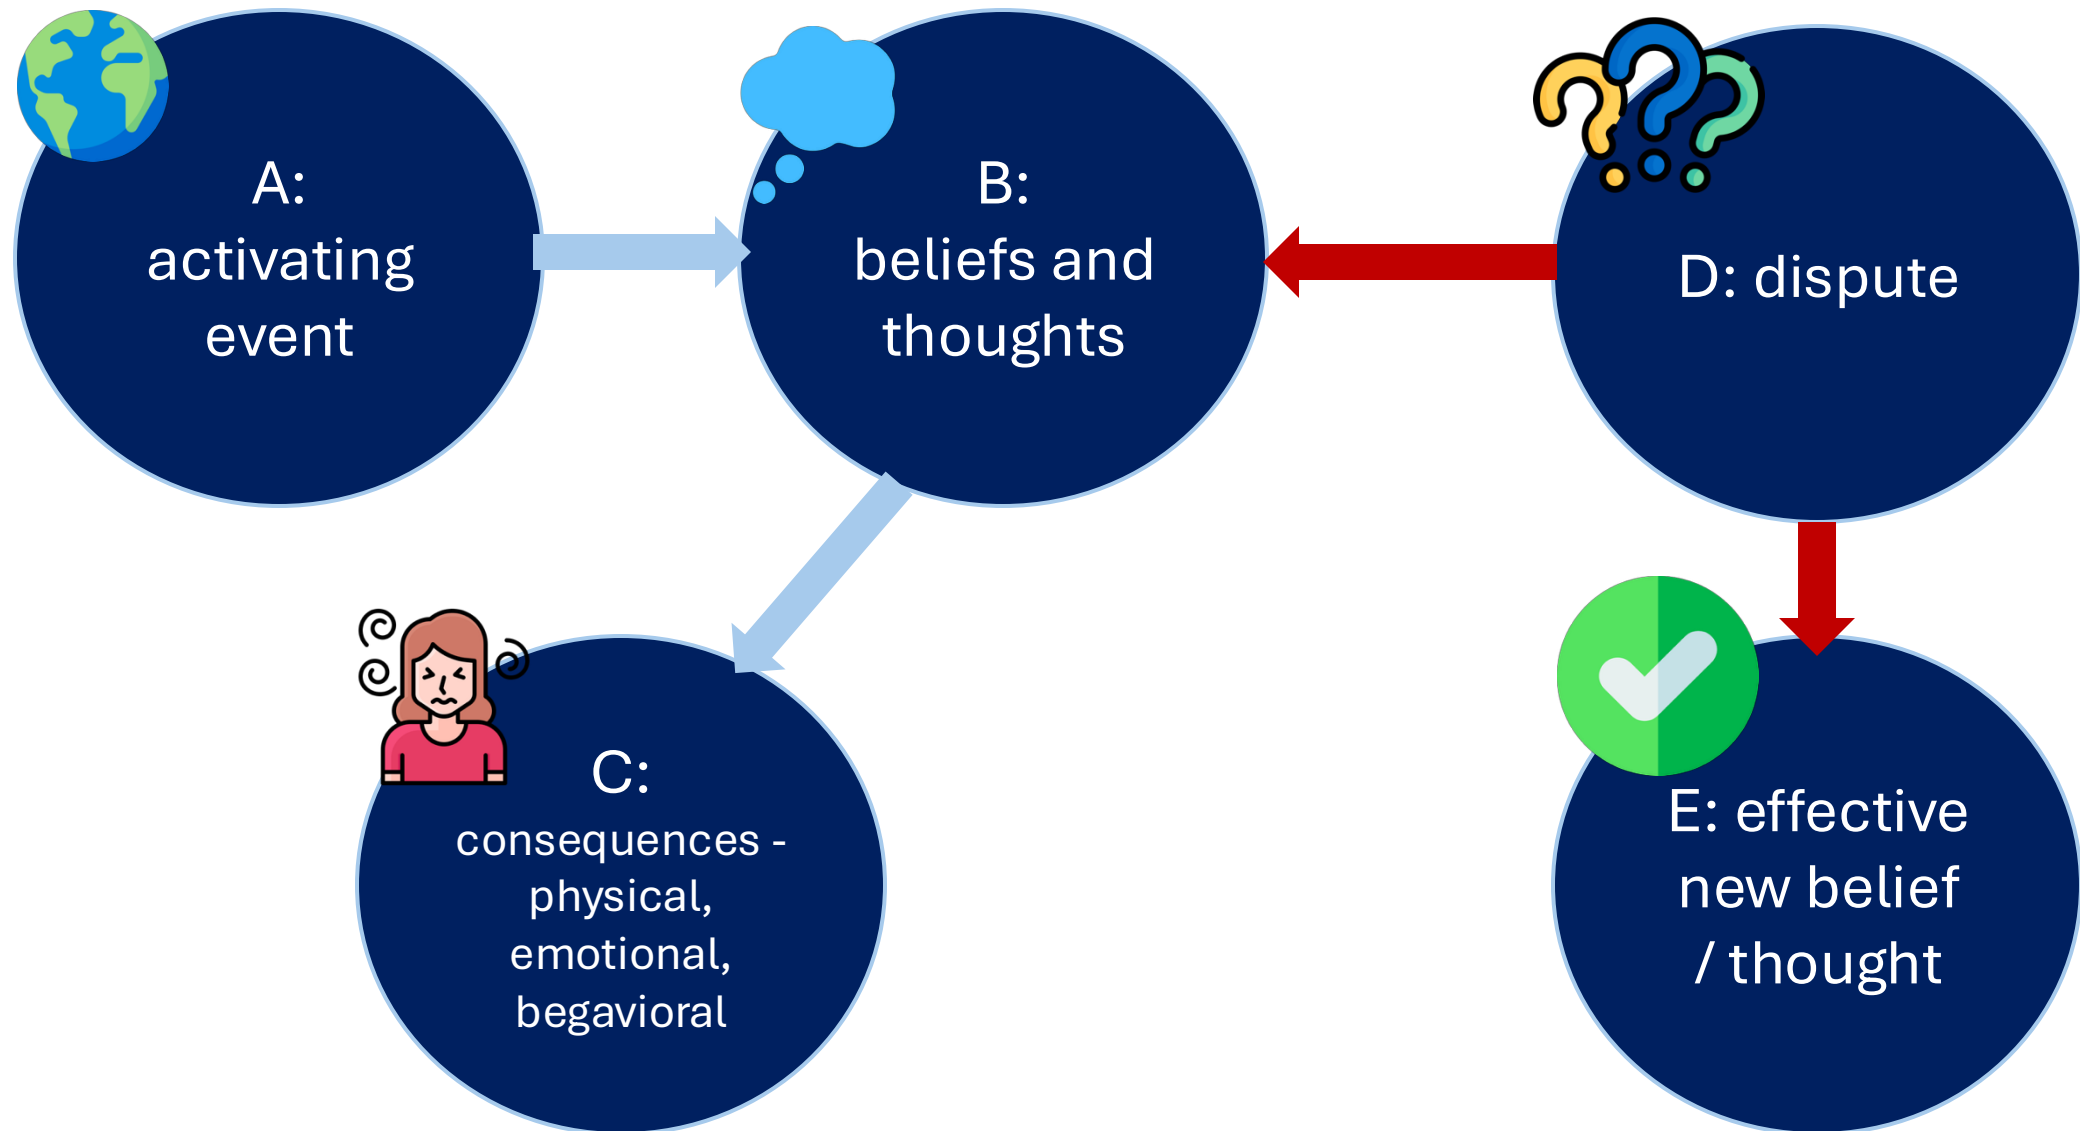 A:
activating
event
B:
beliefs and
thoughts
D: dispute
C:
consequences -
physical,
emotional,
begavioral
E: effective
new belief
/ thought